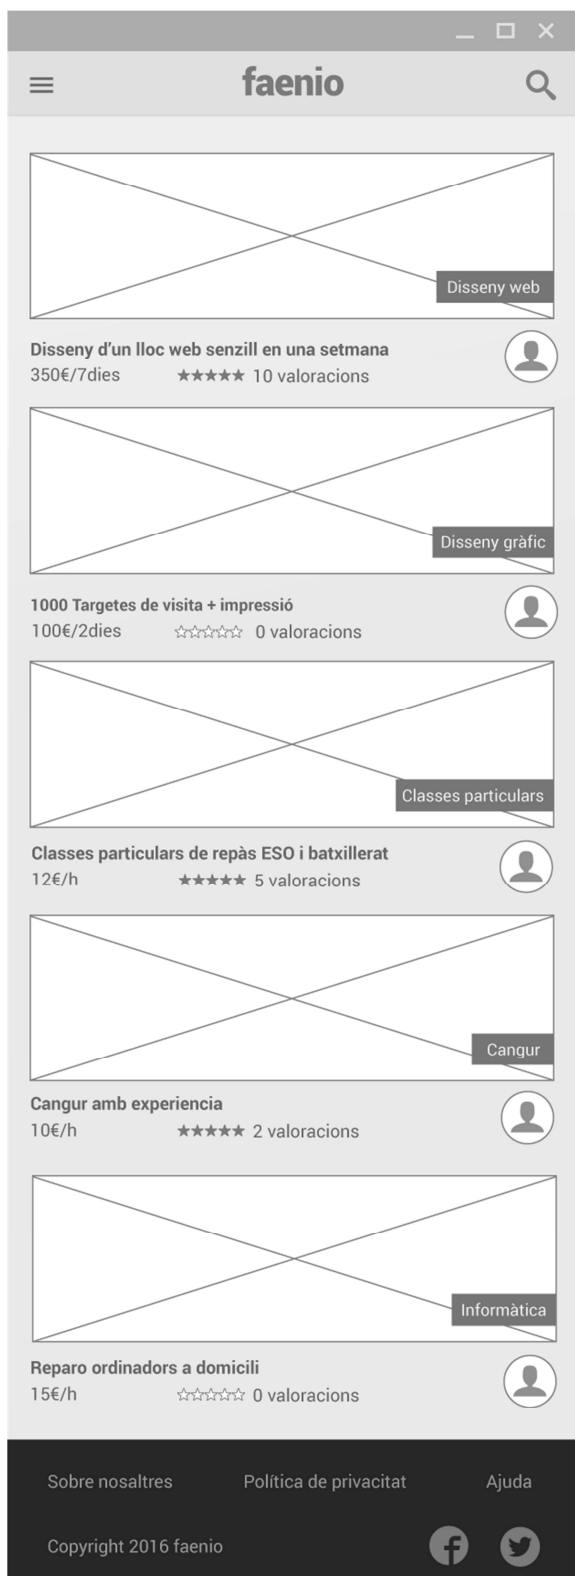 faenio
Disseny web
Disseny d'un lloc web senzill en una setmana
350€/7dies ★★★★★ 10 valoracions
Disseny gràfic
1000 Targetes de visita + impressió
100€/2dies ☆☆☆☆☆ 0 valoracions
Classes particulars
Classes particulars de repàs ESO i batxillerat
12€/h ★★★★★ 5 valoracions
Cangur
Cangur amb experiencia
10€/h ★★★★★ 2 valoracions
Informàtica
Reparo ordinadors a domicili
15€/h ☆☆☆☆☆ 0 valoracions
Sobre nosaltres Política de privacitat Ajuda
Copyright 2016 faenio